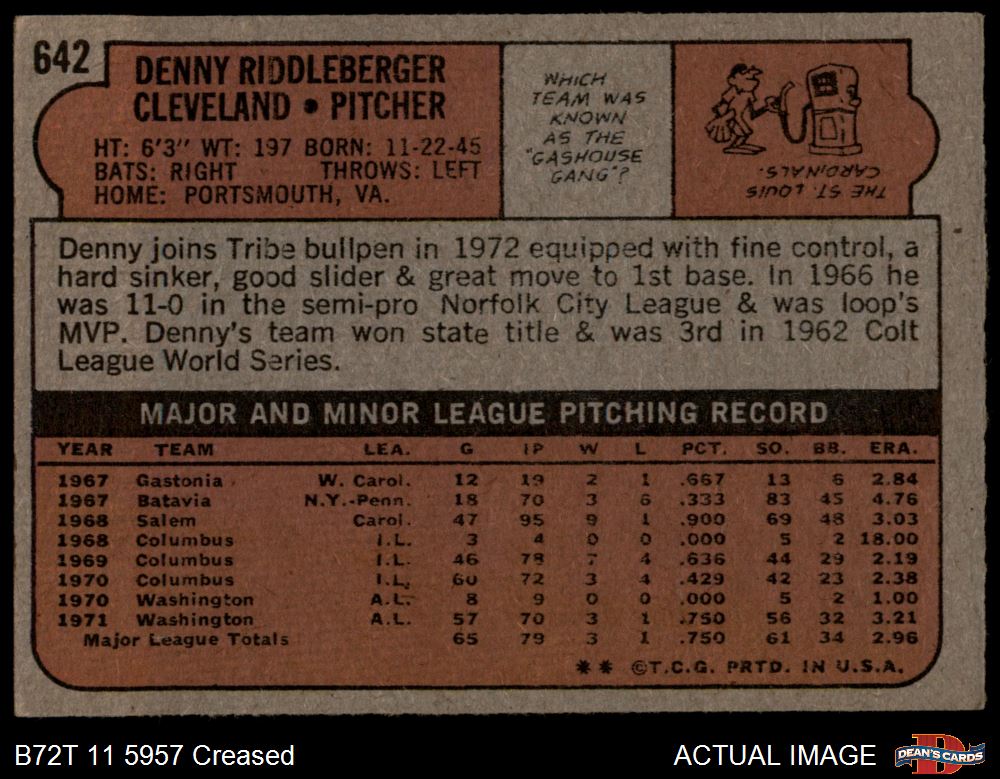 642
DENNY RIDDLEBERGER
CLEVELAND • PITCHER
HT: 6'3" WT: 197 BORN: 11-22-45
BATS: RIGHT THROWS: LEFT
HOME: PORTSMOUTH, VA.
WHICH
TEAM WAS
KNOWN
AS THE
"GASHOUSE
GANG"?
THE ST. LOUIS
CARDINALS.
Denny joins Tribe bullpen in 1972 equipped with fine control, a
hard sinker, good slider & great move to 1st base. In 1966 he
was 11-0 in the semi-pro Norfolk City League & was loop's
MVP. Denny's team won state title & was 3rd in 1962 Colt
League World Series.
MAJOR AND MINOR LEAGUE PITCHING RECORD
YEAR TEAM LEA. G IP W L PCT. SO. BB. ERA.
1967 Gastonia W. Carol. 12 19 2 1 .667 13 6 2.84
1967 Batavia N.Y.-Penn. 18 70 3 6 .333 83 45 4.76
1968 Salem Carol. 47 95 9 1 .900 69 48 3.03
1968 Columbus I.L. 3 4 0 0 .000 5 2 18.00
1969 Columbus I.L. 46 78 7 4 .636 44 29 2.19
1970 Columbus I.L. 60 72 3 4 .429 42 23 2.38
1970 Washington A.L. 8 9 0 0 .000 5 2 1.00
1971 Washington A.L. 57 70 3 1 .750 56 32 3.21
Major League Totals 65 79 3 1 .750 61 34 2.96
** ©T.C.G. PRTD. IN U.S.A.
B72T 11 5957 Creased
ACTUAL IMAGE
DEAN'S CARDS